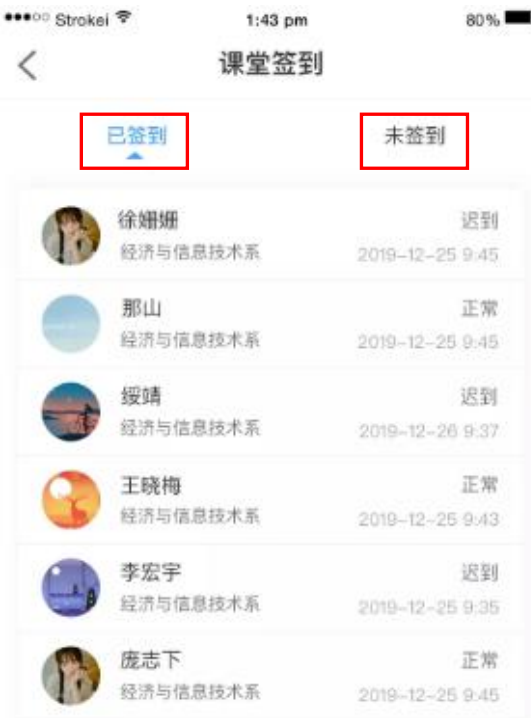 Strokei 1:43 pm 80%
课堂签到
已签到 未签到
徐姗姗 迟到
经济与信息技术系 2019-12-25 9:45
那山 正常
经济与信息技术系 2019-12-25 9:45
绥靖 迟到
经济与信息技术系 2019-12-26 9:37
王晓梅 正常
经济与信息技术系 2019-12-25 9:43
李宏宇 迟到
经济与信息技术系 2019-12-25 9:35
庞志下 正常
经济与信息技术系 2019-12-25 9:45